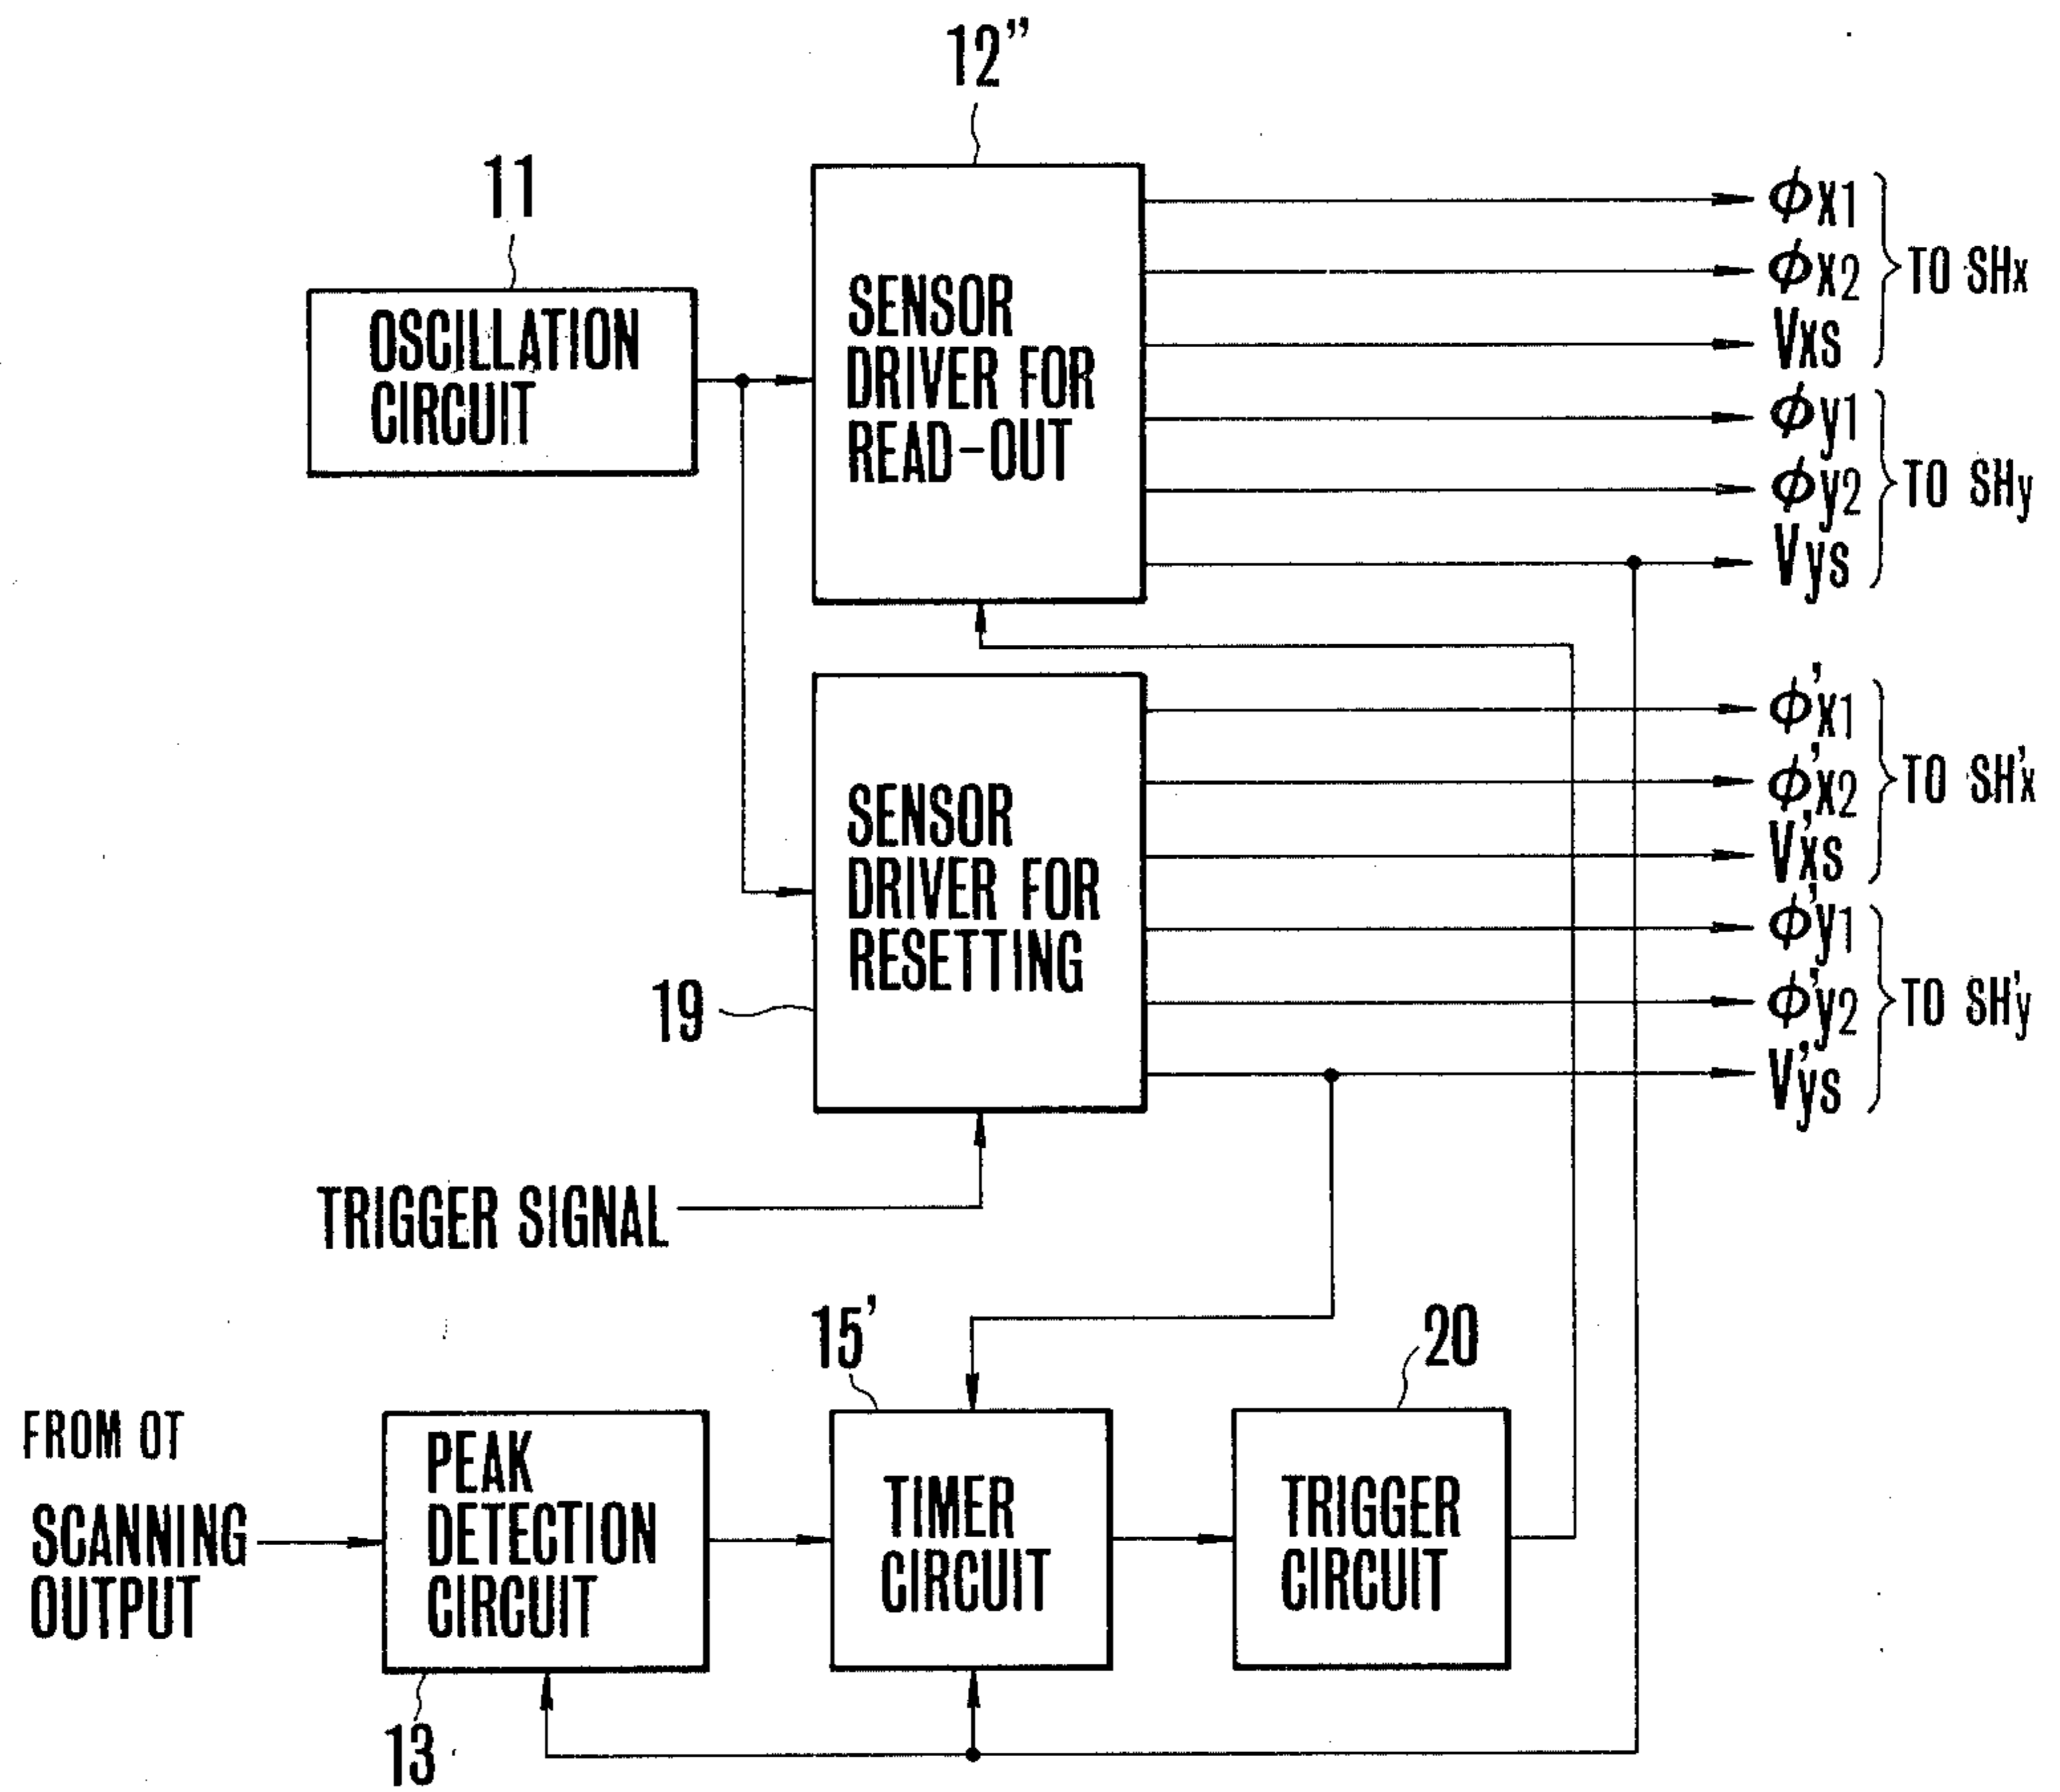 12”
11
OSCILLATION
CIRCUIT
SENSOR
DRIVER FOR
READ-OUT
ϕx1
ϕx2
Vxs
TO SHx
ϕy1
ϕy2
Vys
TO SHy
SENSOR
DRIVER FOR
RESETTING
19
ϕ'x1
ϕ'x2
V'xs
TO SH'x
ϕ'y1
ϕ'y2
V'ys
TO SH'y
TRIGGER SIGNAL
15'
20
FROM OT
SCANNING
OUTPUT
PEAK
DETECTION
CIRCUIT
13
TIMER
CIRCUIT
TRIGGER
CIRCUIT